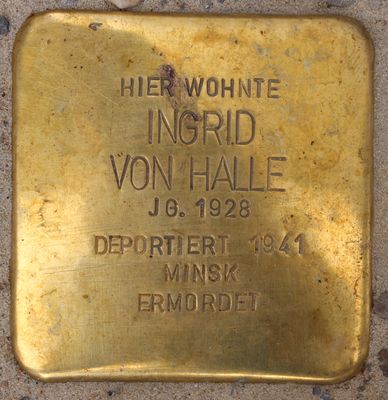 HIER WOHNTE
INGRID
VON HALLE
JG. 1928
DEPORTIERT 1941
MINSK
ERMORDET